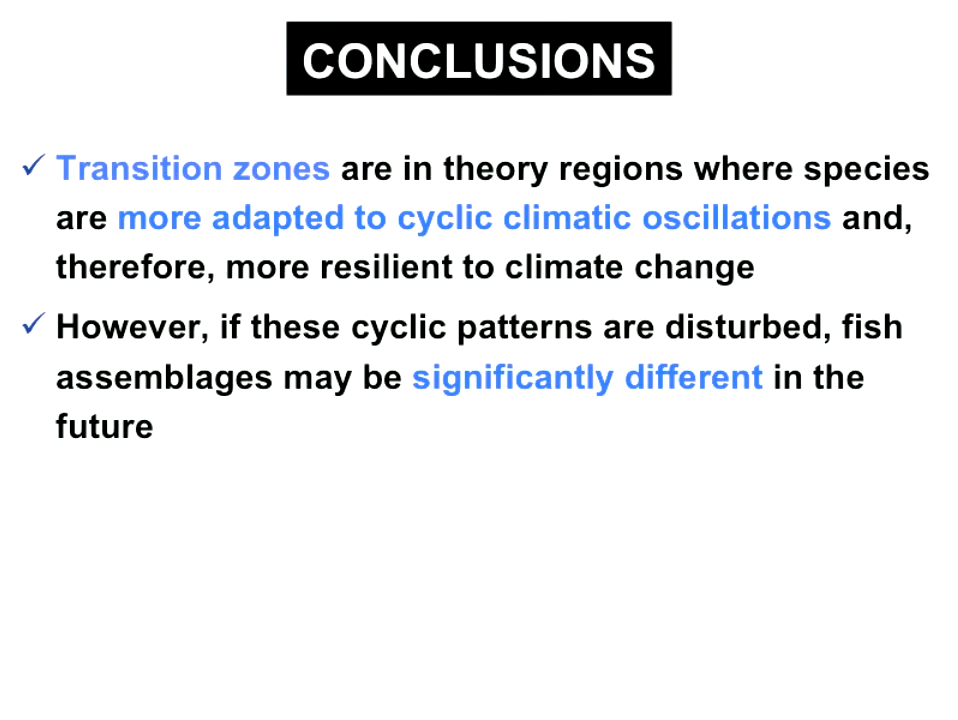 CONCLUSIONS
✓ Transition zones are in theory regions where species
are more adapted to cyclic climatic oscillations and,
therefore, more resilient to climate change
✓ However, if these cyclic patterns are disturbed, fish
assemblages may be significantly different in the
future